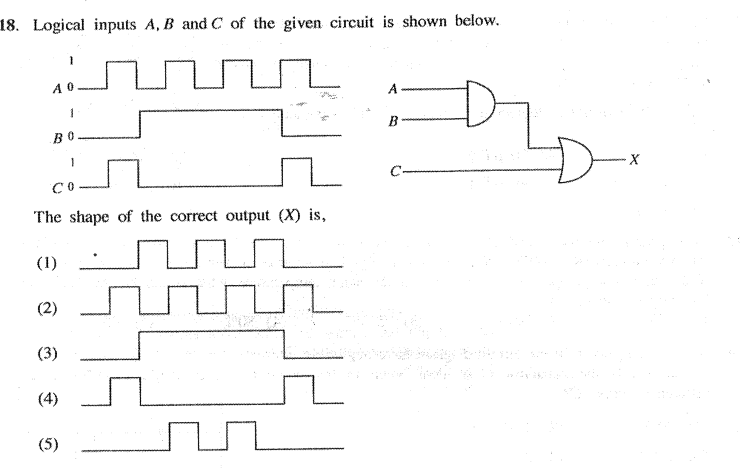 18. Logical inputs A, B and C of the given circuit is shown below.
1
A 0
1
B 0
1
C 0
A
B
C
X
The shape of the correct output (X) is,
(1)
(2)
(3)
(4)
(5)